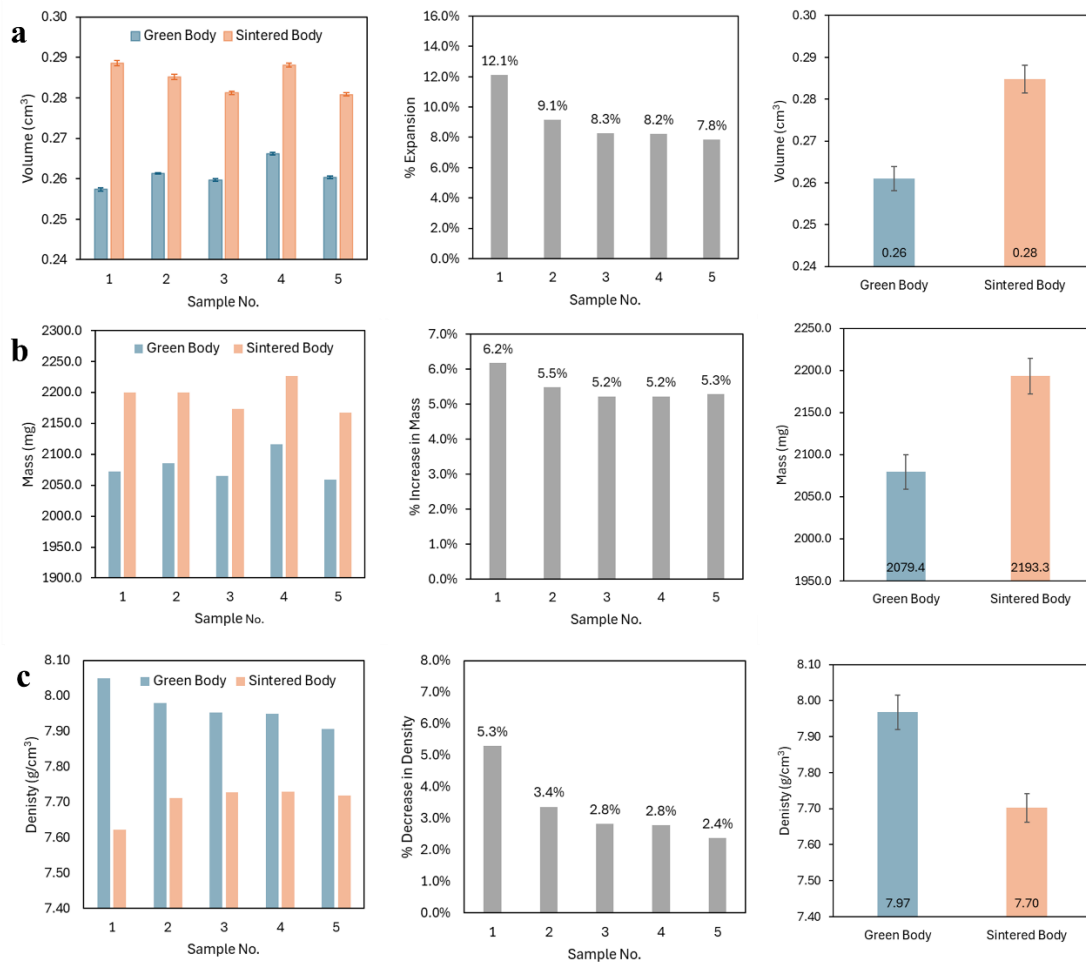 a
0.30
0.29
0.28
0.27
0.26
0.25
0.24
Volume (cm³)
Green Body
Sintered Body
1 2 3 4 5
Sample No.
16.0%
14.0%
12.0%
10.0%
8.0%
6.0%
4.0%
2.0%
0.0%
% Expansion
12.1%
9.1%
8.3%
8.2%
7.8%
1 2 3 4 5
Sample No.
0.30
0.29
0.28
0.27
0.26
0.25
0.24
Volume (cm³)
0.26
0.28
Green Body
Sintered Body
b
2300.0
2250.0
2200.0
2150.0
2100.0
2050.0
2000.0
1950.0
1900.0
Mass (mg)
Green Body
Sintered Body
1 2 3 4 5
Sample No.
7.0%
6.0%
5.0%
4.0%
3.0%
2.0%
1.0%
0.0%
% Increase in Mass
6.2%
5.5%
5.2%
5.2%
5.3%
1 2 3 4 5
Sample No.
2250.0
2200.0
2150.0
2100.0
2050.0
2000.0
1950.0
Mass (mg)
2079.4
2193.3
Green Body
Sintered Body
c
8.10
8.00
7.90
7.80
7.70
7.60
7.50
7.40
Denisty (g/cm³)
Green Body
Sintered Body
1 2 3 4 5
Sample No.
8.0%
7.0%
6.0%
5.0%
4.0%
3.0%
2.0%
1.0%
0.0%
% Decrease in Density
5.3%
3.4%
2.8%
2.8%
2.4%
1 2 3 4 5
Sample No.
8.10
8.00
7.90
7.80
7.70
7.60
7.50
7.40
Denisty (g/cm³)
7.97
7.70
Green Body
Sintered Body